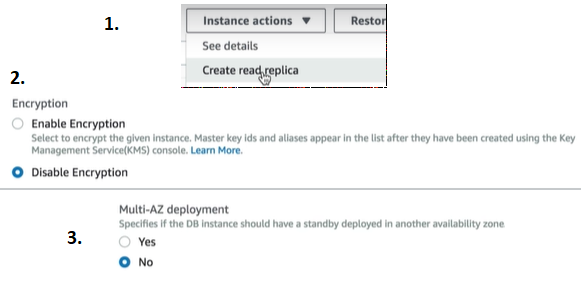 1.
Instance actions ▼
Restor
See details
Create read replica
2.
Encryption
Enable Encryption
Select to encrypt the given instance. Master key ids and aliases appear in the list after they have been created using the Key
Management Service(KMS) console. Learn More.
Disable Encryption
Multi-AZ deployment
Specifies if the DB instance should have a standby deployed in another availability zone
3.
Yes
No